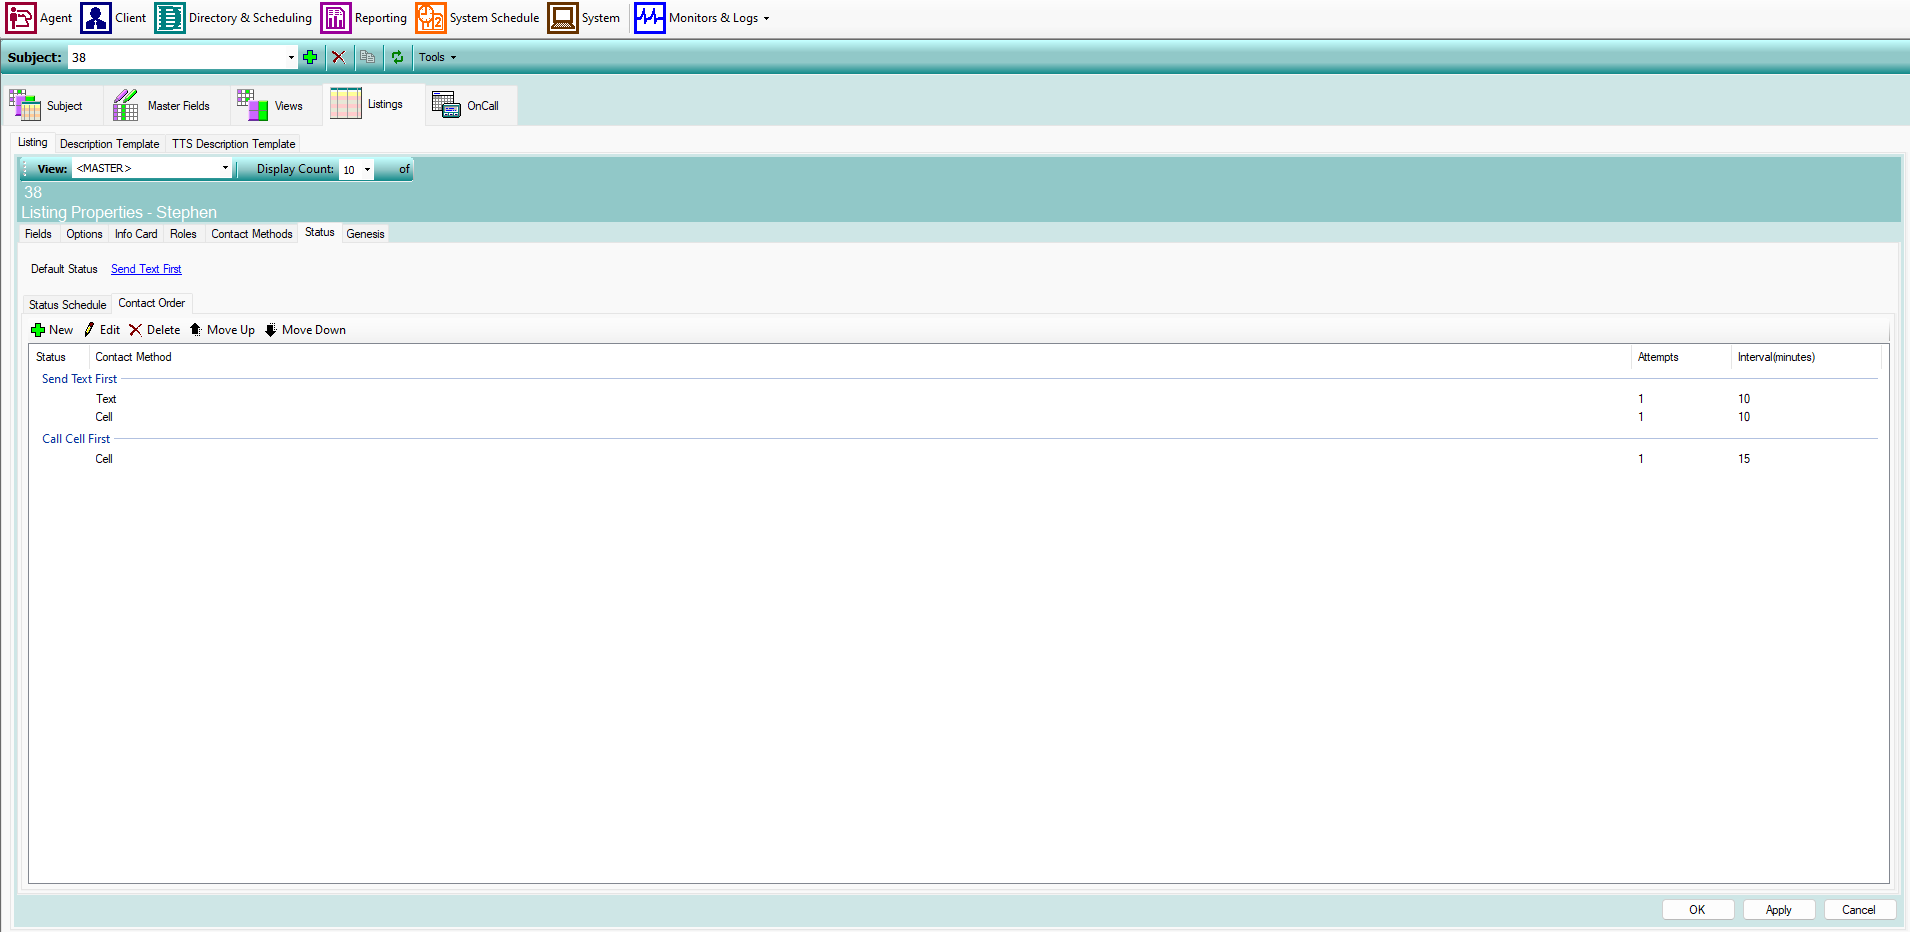 Agent Client Directory & Scheduling Reporting System Schedule System Monitors & Logs
Subject: 38 Tools
Subject Master Fields Views Listings OnCall
Listing Description Template TTS Description Template
View: <MASTER> Display Count: 10 of
38
Listing Properties - Stephen
Fields Options Info Card Roles Contact Methods Status Genesis
Default Status Send Text First
Status Schedule Contact Order
New Edit Delete Move Up Move Down
Status Contact Method Attempts Interval(minutes)
Send Text First
Text 1 10
Cell 1 10
Call Cell First
Cell 1 15
OK Apply Cancel